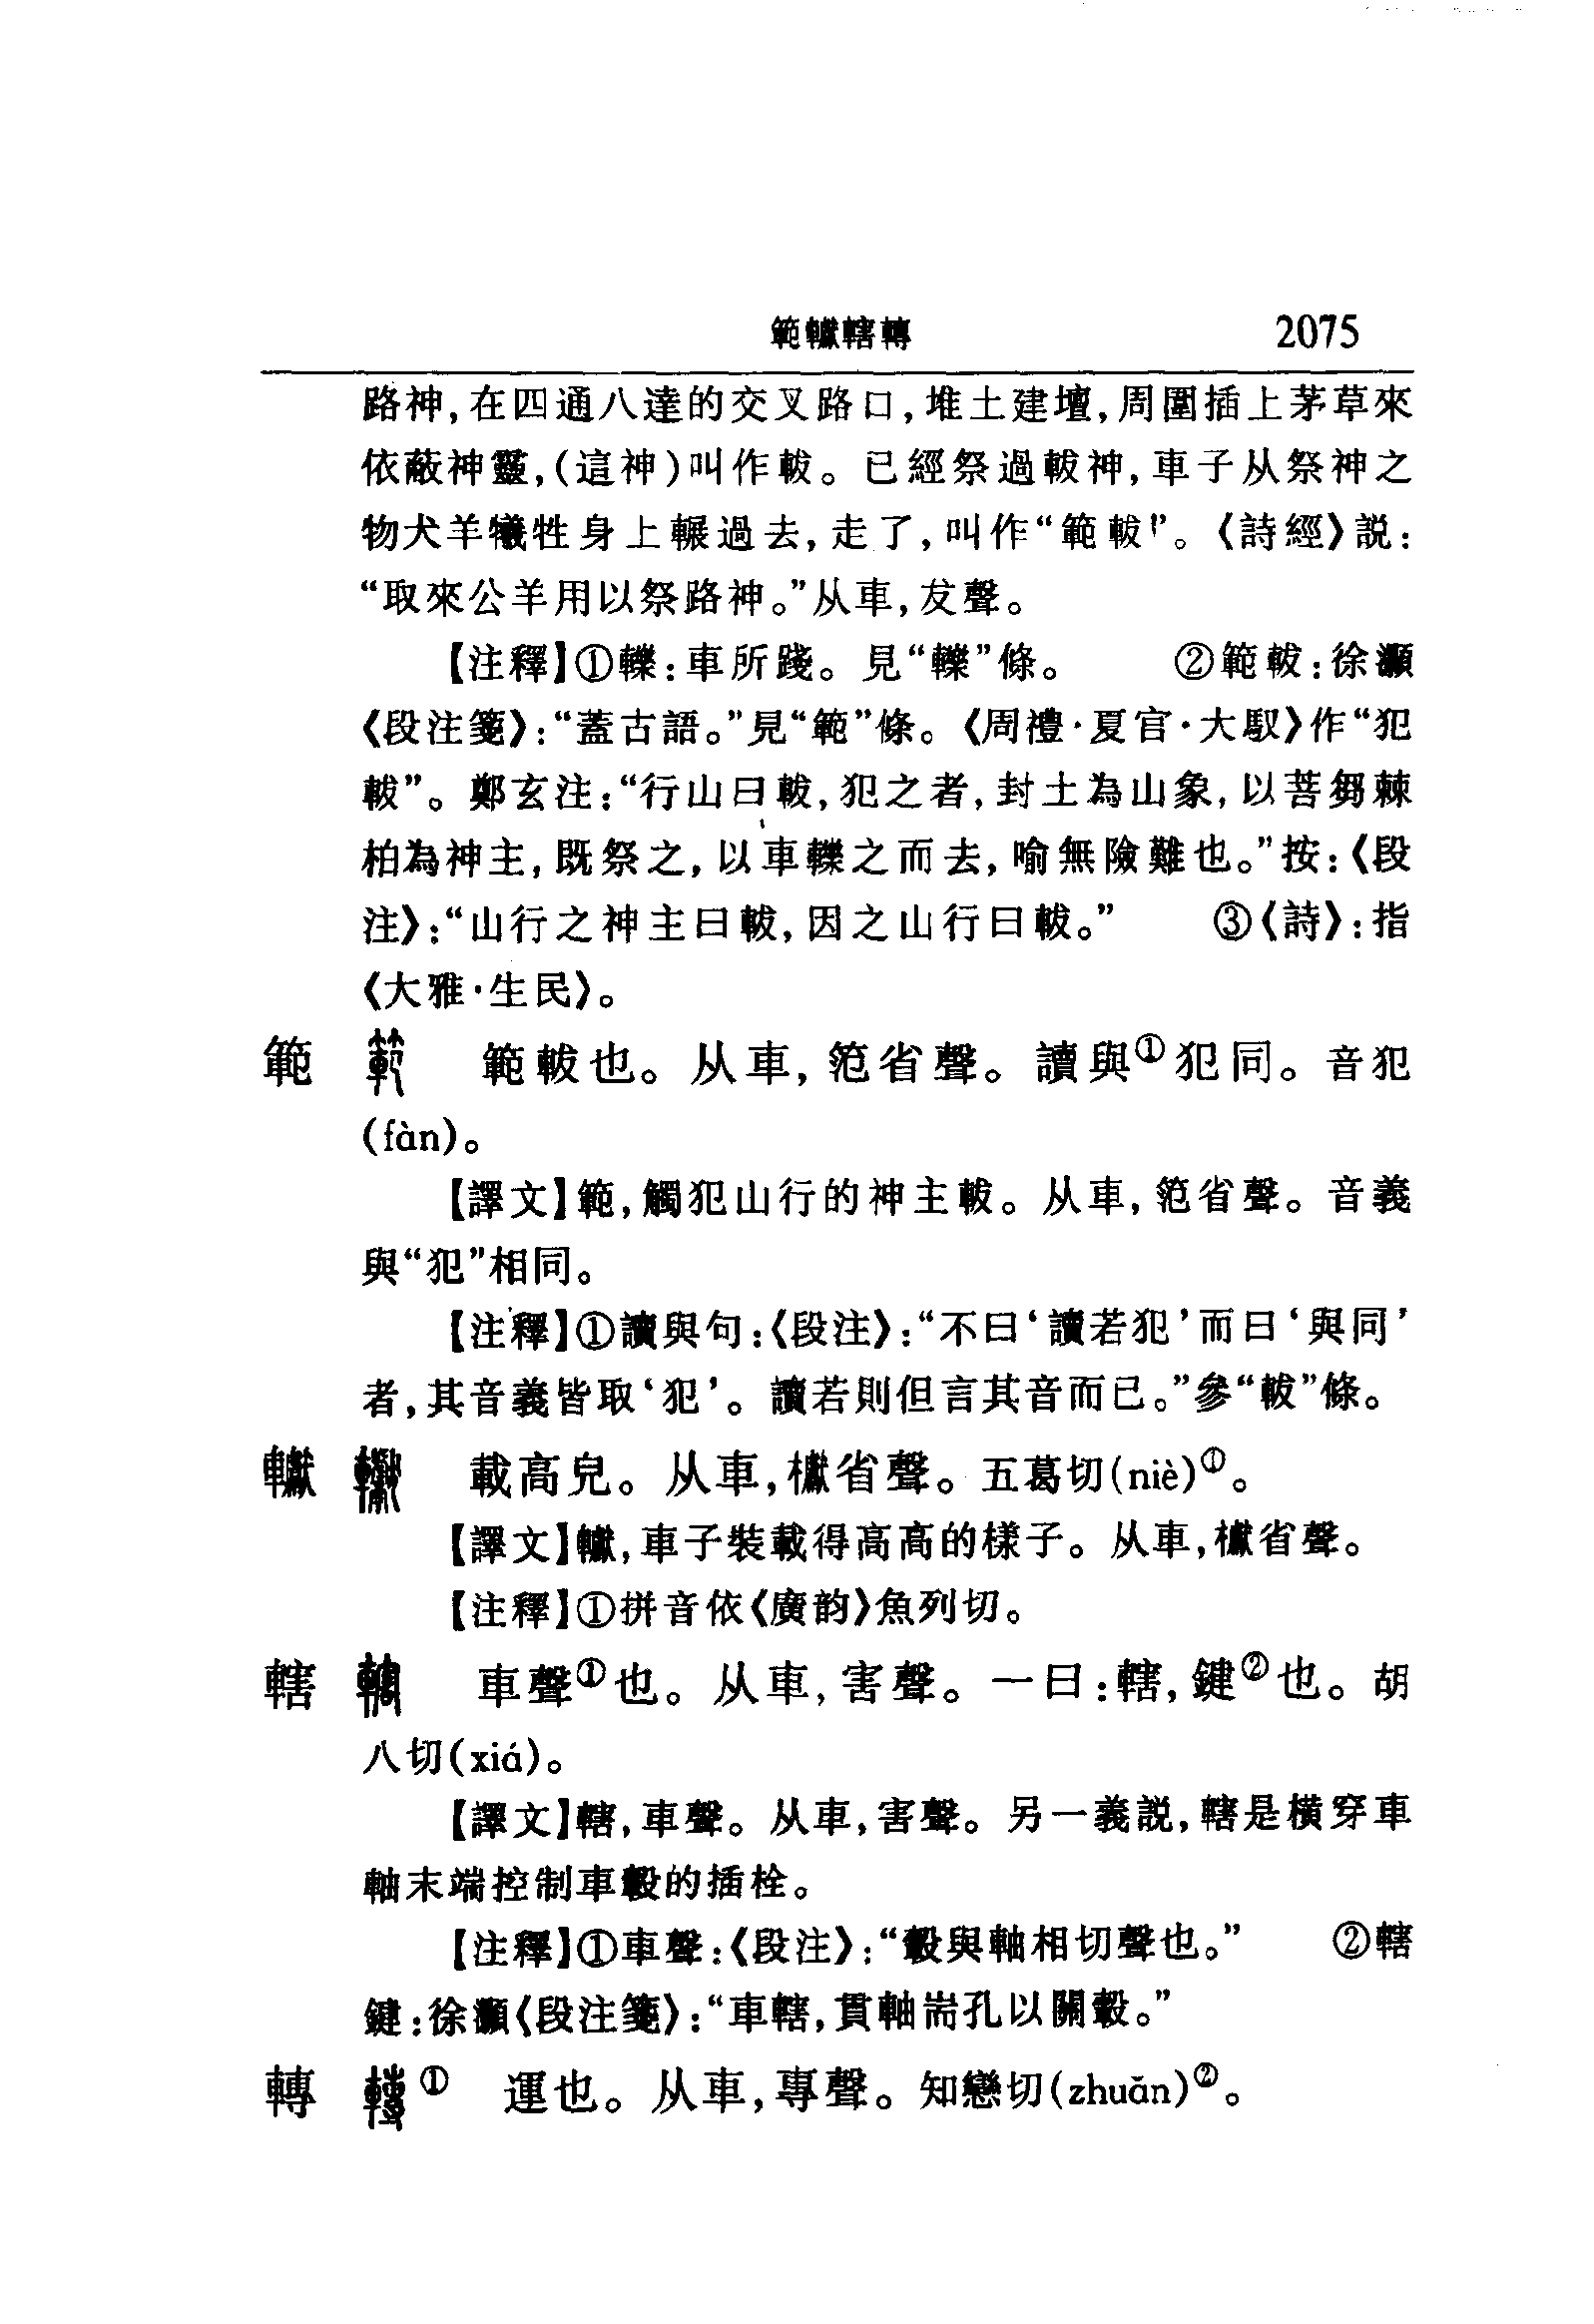 範钀轄轉 2075
路神,在四通八達的交叉路口,堆土建壇,周圍插上茅草來
依蔽神靈,(這神)叫作軷。已經祭過軷神,車子从祭神之
物犬羊犧牲身上輾過去,走了,叫作“範軷”。《詩經》説:
“取來公羊用以祭路神。”从車,犮聲。
【注釋】①轢:車所踐。見“轢”條。 ②範軷:徐灝
《段注箋》:“蓋古語。”見“範”條。《周禮·夏官·大馭》作“犯
軷”。鄭玄注:“行山曰軷,犯之者,封土為山象,以菩芻棘
柏為神主,既祭之,以車轢之而去,喻無險難也。”按:《段
注》:“山行之神主曰軷,因之山行曰軷。” ③《詩》:指
《大雅·生民》。
範 範軷也。从車,笵省聲。讀與①犯同。音犯
(fàn)。
【譯文】範,觸犯山行的神主軷。从車,笵省聲。音義
與“犯”相同。
【注釋】①讀與句:《段注》:“不曰‘讀若犯’而曰‘與同’
者,其音義皆取‘犯’。讀若則但言其音而已。”參“軷”條。
轞 載高皃。从車,櫱省聲。五葛切(niè)①。
【譯文】車子裝載得高高的樣子。从車,省聲。
【注釋】①拼音依《廣韵》魚列切。
轄 車聲①也。从車,害聲。一曰:轄,鍵②也。胡
八切(xiá)。
【譯文】轄,車聲。从車,害聲。另一義説,轄是橫穿車
軸末端控制車轂的插栓。
【注釋】①車聲:《段注》:“轂與軸相切聲也。” ②轄
鍵:徐灝《段注箋》:“車轄,貫軸耑孔以關轂。”
轉 ① 運也。从車,專聲。知戀切(zhuǎn)②。